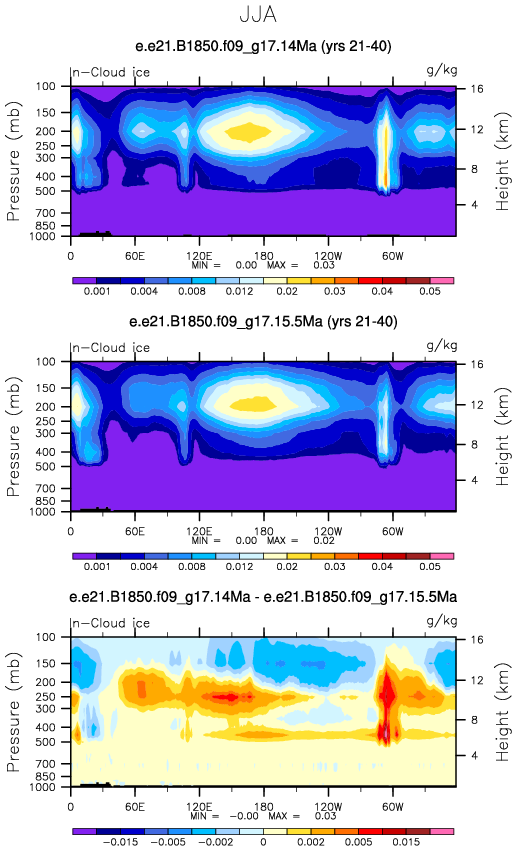 JJA
e.e21.B1850.f09_g17.14Ma (yrs 21-40)
In-Cloud ice g/kg
Pressure (mb)
Height (km)
100
150
200
250
300
400
500
700
850
1000
16
12
8
4
0 60E 120E 180 120W 60W
MIN = 0.00 MAX = 0.03
0.001 0.004 0.008 0.012 0.02 0.03 0.04 0.05
e.e21.B1850.f09_g17.15.5Ma (yrs 21-40)
In-Cloud ice g/kg
Pressure (mb)
Height (km)
100
150
200
250
300
400
500
700
850
1000
16
12
8
4
0 60E 120E 180 120W 60W
MIN = 0.00 MAX = 0.02
0.001 0.004 0.008 0.012 0.02 0.03 0.04 0.05
e.e21.B1850.f09_g17.14Ma - e.e21.B1850.f09_g17.15.5Ma
In-Cloud ice g/kg
Pressure (mb)
Height (km)
100
150
200
250
300
400
500
700
850
1000
16
12
8
4
0 60E 120E 180 120W 60W
MIN = -0.00 MAX = 0.03
-0.015 -0.005 -0.002 0 0.002 0.005 0.015